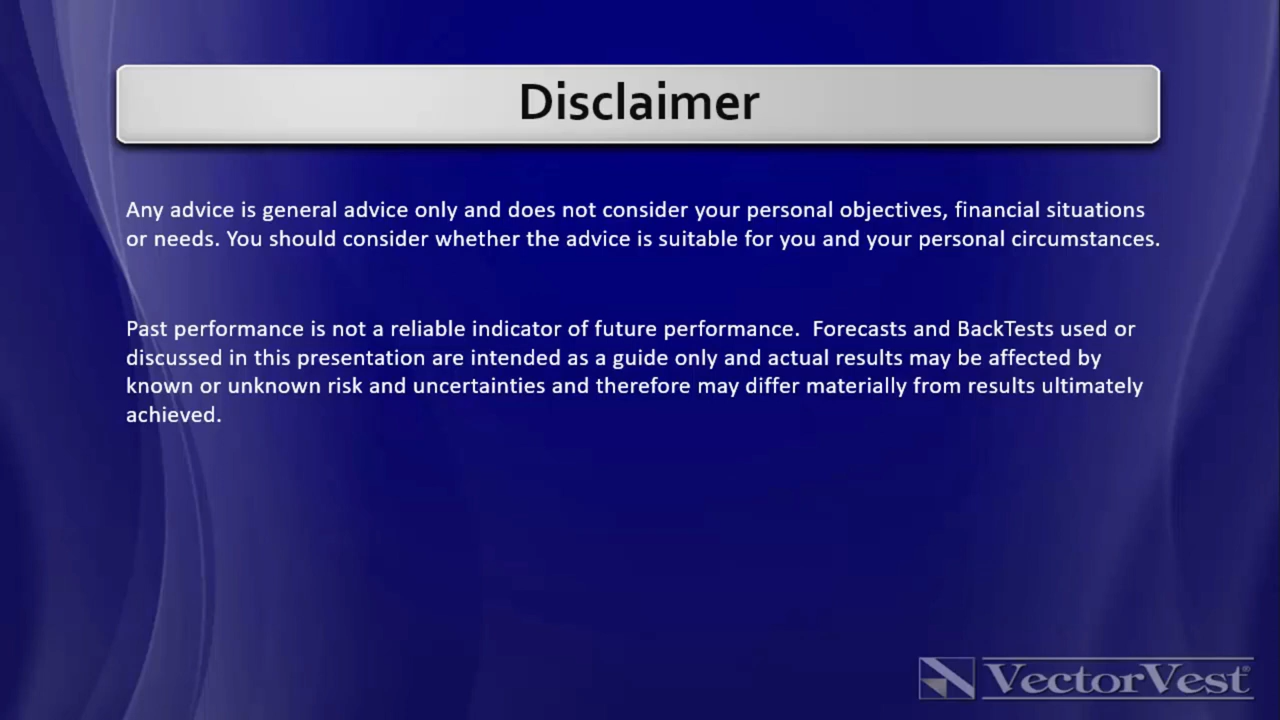 Disclaimer
Any advice is general advice only and does not consider your personal objectives, financial situations
or needs. You should consider whether the advice is suitable for you and your personal circumstances.
Past performance is not a reliable indicator of future performance.  Forecasts and BackTests used or
discussed in this presentation are intended as a guide only and actual results may be affected by
known or unknown risk and uncertainties and therefore may differ materially from results ultimately
achieved.
VectorVest®